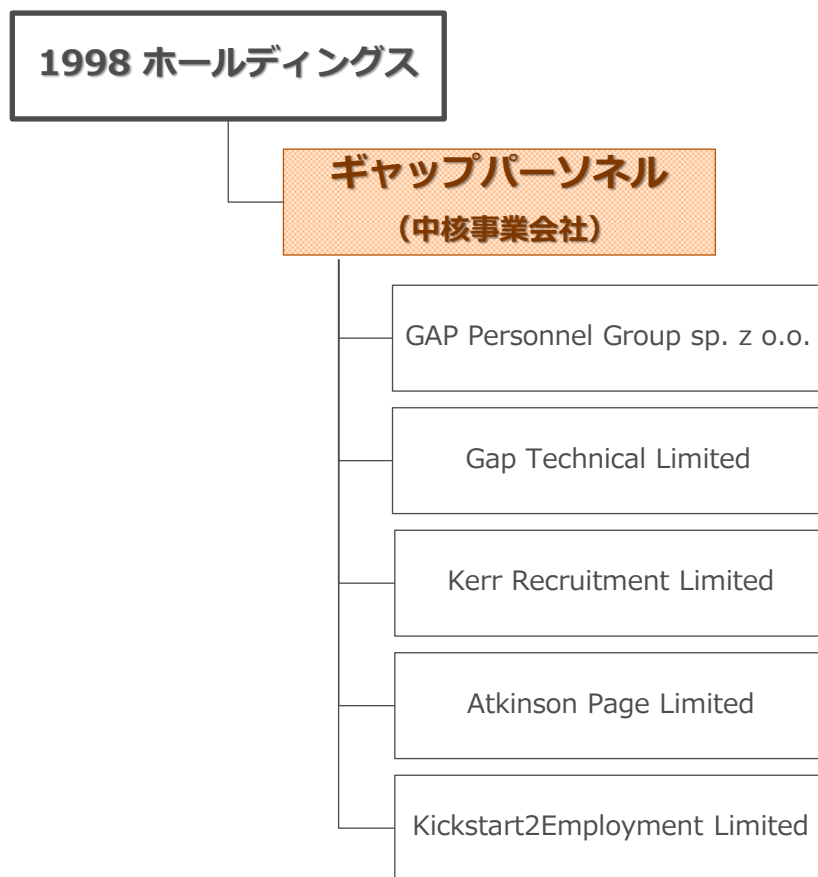 1998 ホールディングス
ギャップパーソネル
（中核事業会社）
GAP Personnel Group sp. z o.o.
Gap Technical Limited
Kerr Recruitment Limited
Atkinson Page Limited
Kickstart2Employment Limited